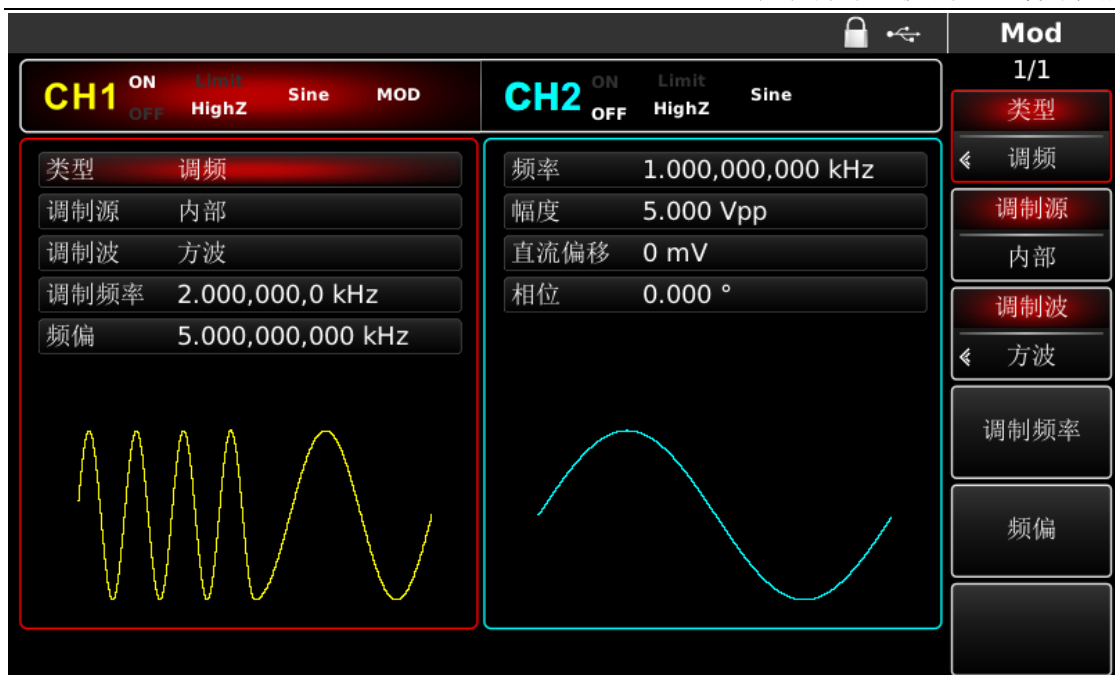 Mod
1/1
CH1 ON OFF Limit HighZ Sine MOD
CH2 ON OFF Limit HighZ Sine
类型 调频
调制源 内部
调制波 方波
调制频率 2.000,000,0 kHz
频偏 5.000,000,000 kHz
频率 1.000,000,000 kHz
幅度 5.000 Vpp
直流偏移 0 mV
相位 0.000 °
类型
调频
调制源
内部
调制波
方波
调制频率
频偏